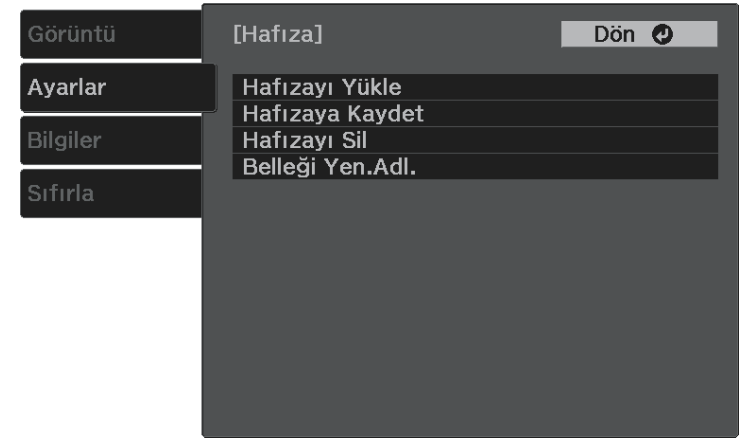 Görüntü
Ayarlar
Bilgiler
Sıfırla
[Hafıza]
Dön
Hafızayı Yükle
Hafızaya Kaydet
Hafızayı Sil
Belleği Yen.Adl.